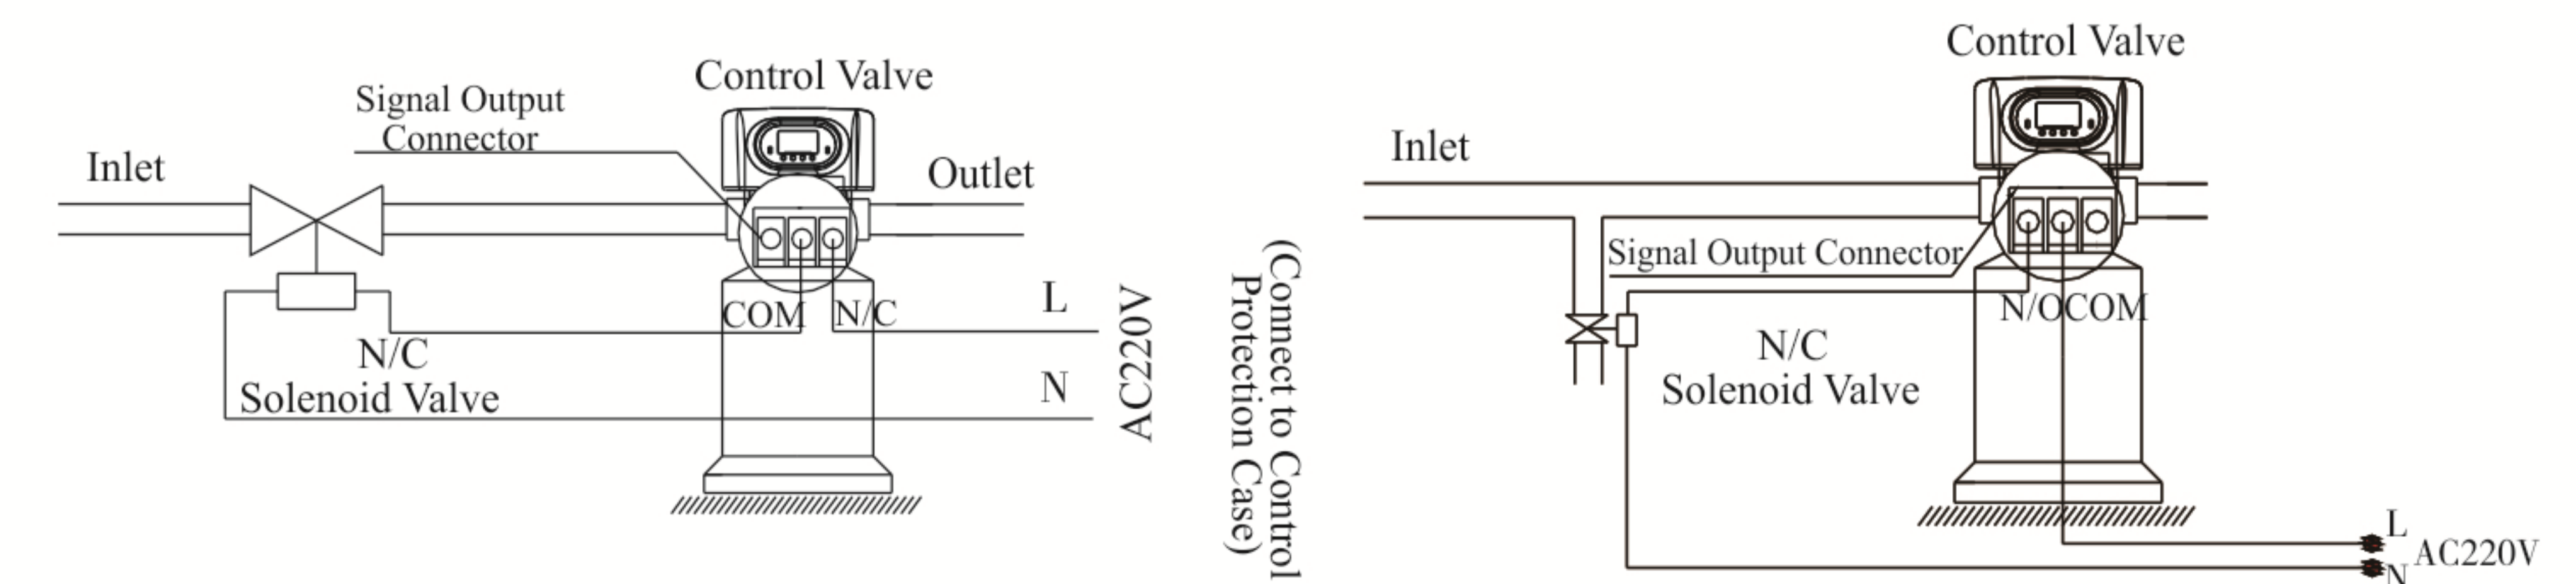 Control Valve
Signal Output
Connector
Inlet
Outlet
COM
N/C
L
N/C
Solenoid Valve
N
AC220V
(Connect to Control
Protection Case)
Control Valve
Inlet
Signal Output Connector
N/O
COM
N/C
Solenoid Valve
L
AC220V
N